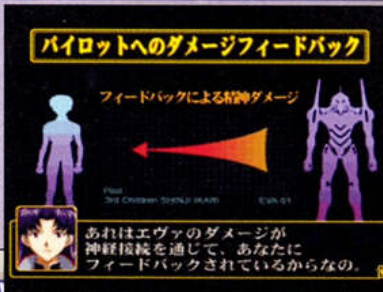 パイロットへのダメージフィードバック
フィードバックによる精神ダメージ
Pilot
3rd Children SHINJI IKARI
EVA-01
あれはエヴァのダメージが
神経接続を通じて、あなたに
フィードバックされているからなの。